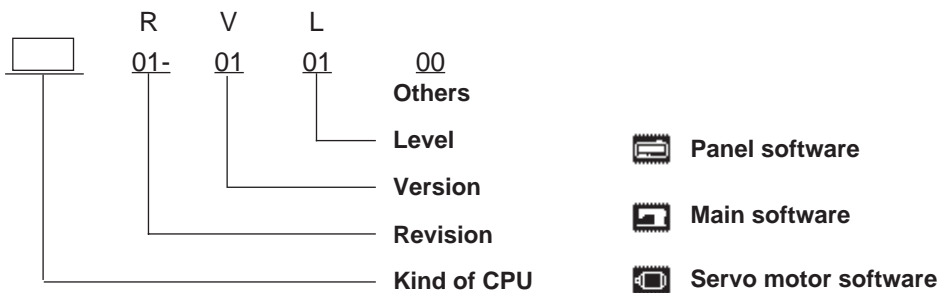 R V L
01- 01 01 00
Others
Level
Version
Revision
Kind of CPU
Panel software
Main software
Servo motor software